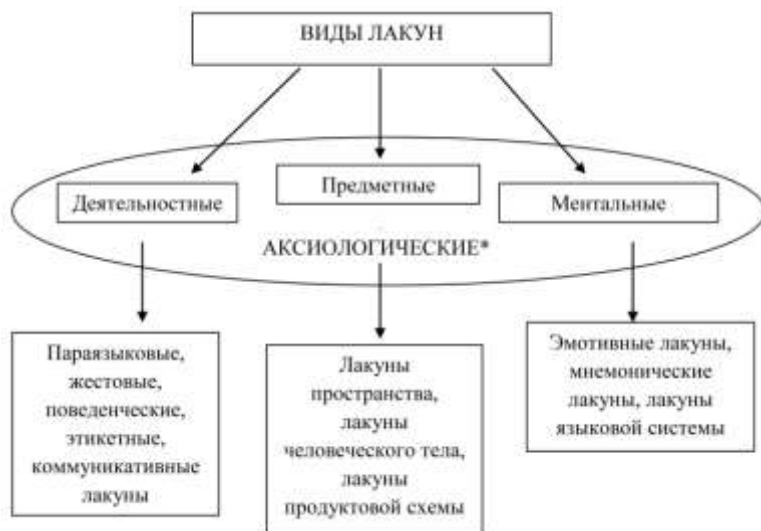 ВИДЫ ЛАКУН
Деятельностные
Предметные
Ментальные
АКСИОЛОГИЧЕСКИЕ*
Параязыковые,
жестовые,
поведенческие,
этикетные,
коммуникативные
лакуны
Лакуны
пространства,
лакуны
человеческого тела,
лакуны
продуктовой схемы
Эмотивные лакуны,
мнемонические
лакуны, лакуны
языковой системы